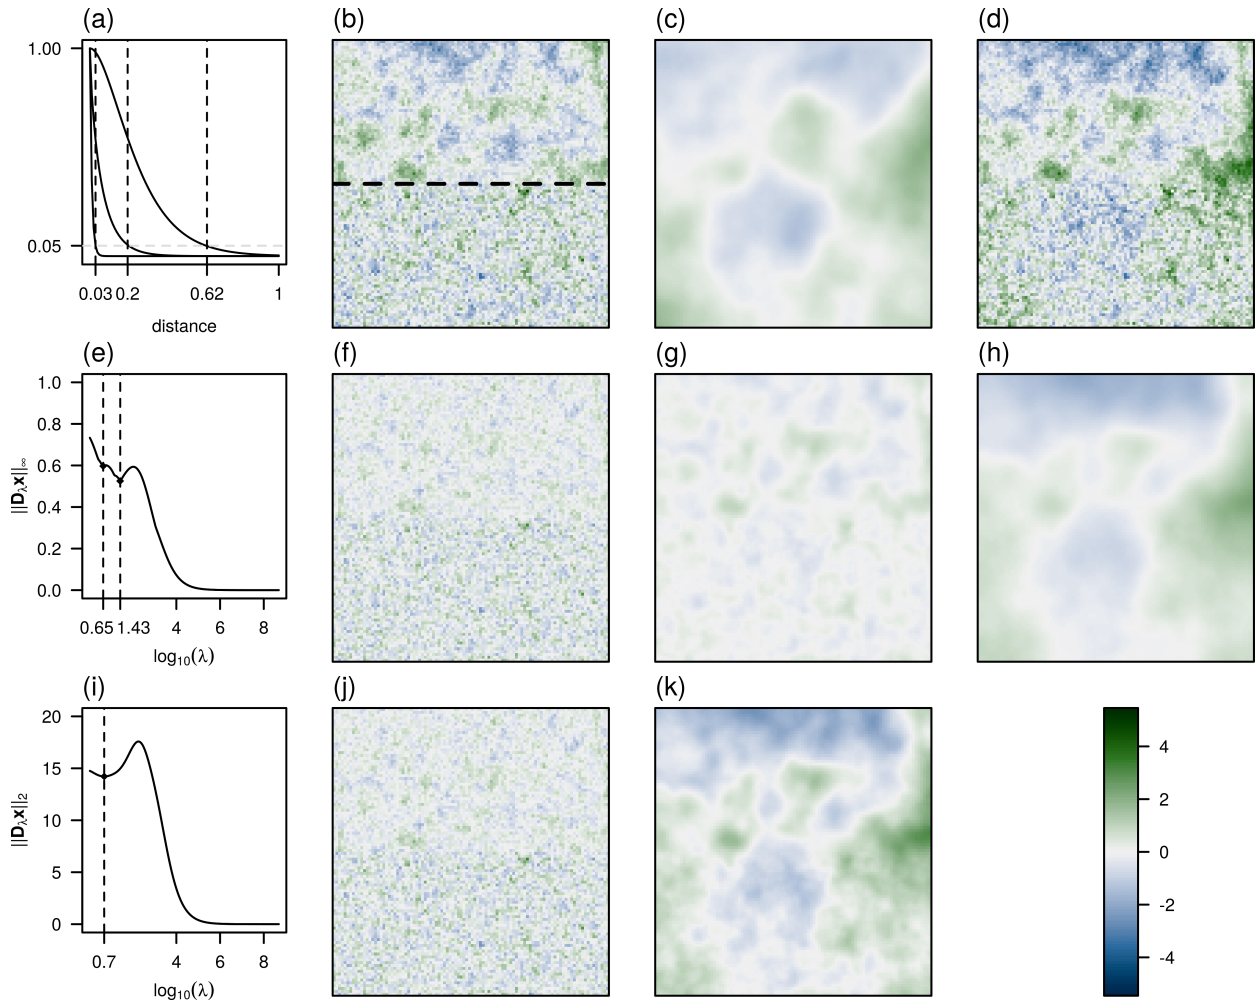 (a)
1.00
0.05
0.03 0.2 0.62 1
distance
(b)
(c)
(d)
(e)
1.0
0.8
0.6
0.4
0.2
0.0
||D_λx||_∞
0.65 1.43 4 6 8
log₁₀(λ)
(f)
(g)
(h)
(i)
20
15
10
5
0
||D_λx||₂
0.7 4 6 8
log₁₀(λ)
(j)
(k)
4
2
0
-2
-4